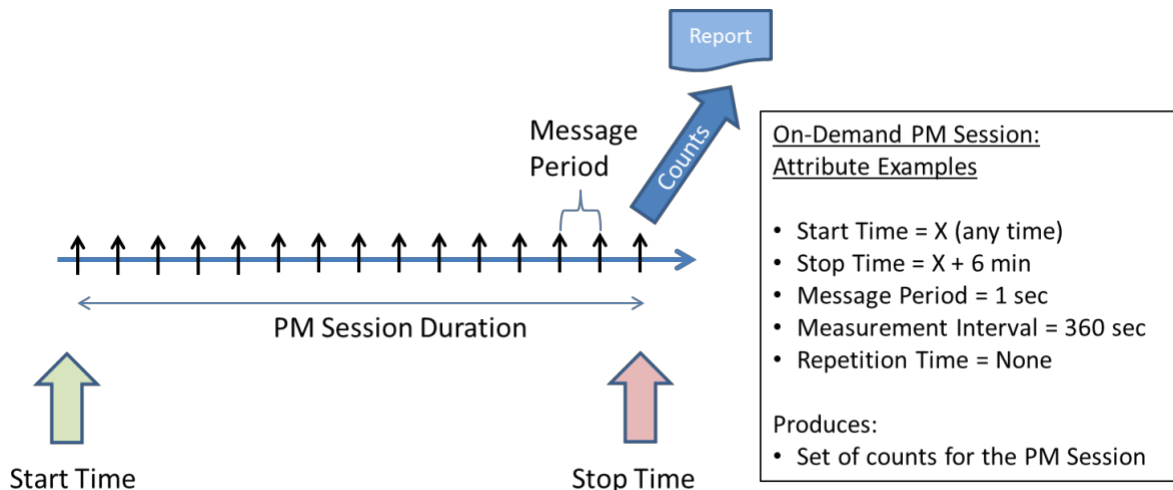 Report
Counts
Message
Period
PM Session Duration
Start Time
Stop Time
On-Demand PM Session:
Attribute Examples
• Start Time = X (any time)
• Stop Time = X + 6 min
• Message Period = 1 sec
• Measurement Interval = 360 sec
• Repetition Time = None
Produces:
• Set of counts for the PM Session